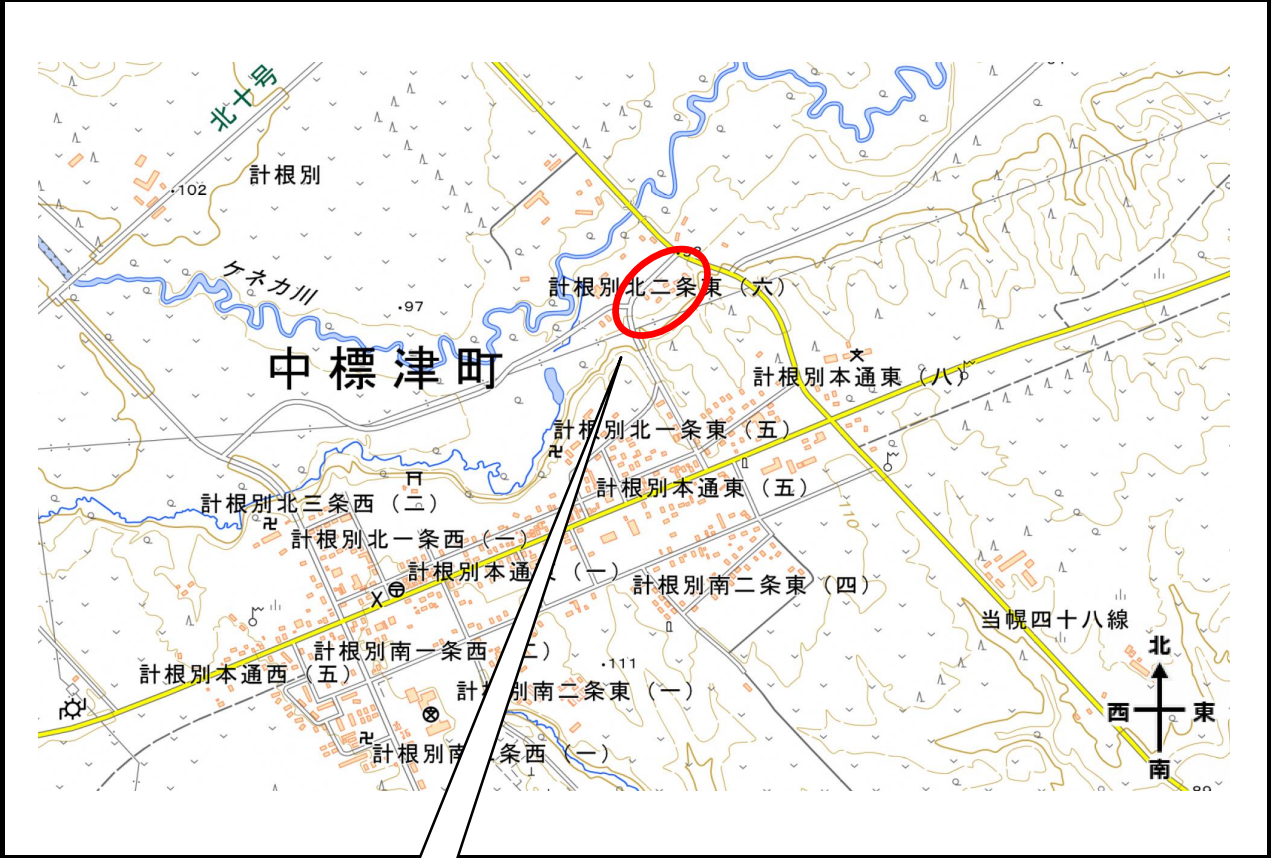 北十号
計根別
102
ケネカ川
97
計根別北二条東（六）
中標津町
計根別本通東（八）
計根別北一条東（五）
計根別本通東（五）
計根別北三条西（二）
計根別北一条西（一）
計根別本通
（一）
計根別南二条東（四）
110
当幌四十八線
計根別南一条西
二）
111
計根別本通西（五）
計
別南二条東（一）
計根別南
条西（一）
北
西
東
南